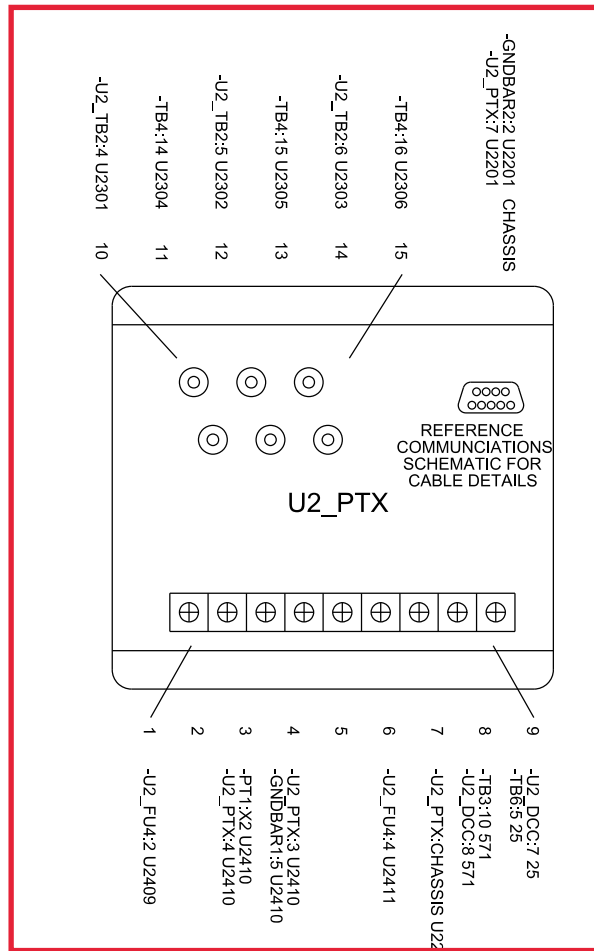 -GNDBAR2:2 U2201 CHASSIS
-U2_PTX:7 U2201
-TB4:16 U2306 15
-U2_TB2:6 U2303 14
-TB4:15 U2305 13
-U2_TB2:5 U2302 12
-TB4:14 U2304 11
-U2_TB2:4 U2301 10
REFERENCE
COMMUNCIATIONS
SCHEMATIC FOR
CABLE DETAILS
U2_PTX
9 -U2_DCC:7 25
-TB6:5 25
8 -TB3:10 571
-U2_DCC:8 571
7 -U2_PTX:CHASSIS U22
6 -U2_FU4:4 U2411
5
4 -U2_PTX:3 U2410
-GNDBAR1:5 U2410
3 -PT1:X2 U2410
-U2_PTX:4 U2410
2
1 -U2_FU4:2 U2409